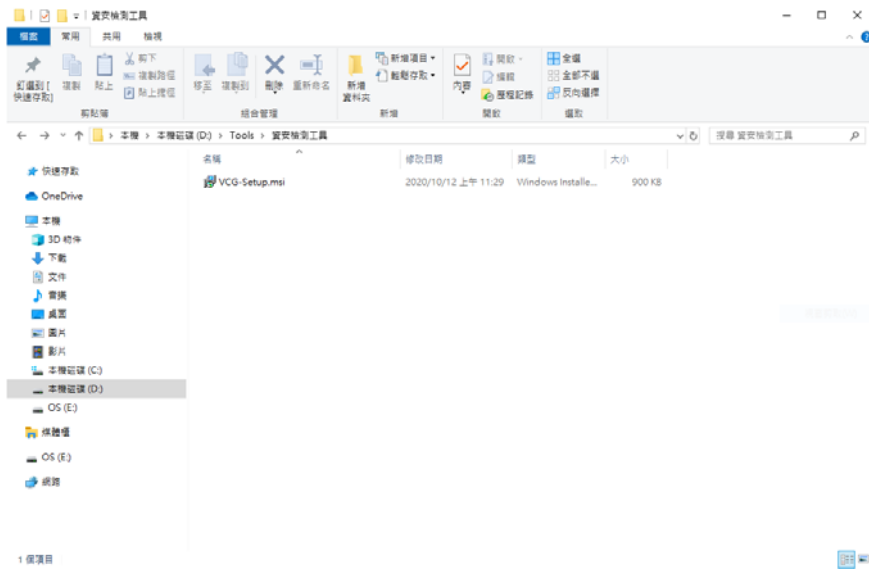 資安檢測工具
檔案 常用 共用 檢視
釘選到 [快速存取]
複製
貼上
剪下
複製路徑
貼上捷徑
剪貼簿
移至
複製到
刪除
重新命名
組合管理
新增資料夾
新增項目
輕鬆存取
新增
內容
開啟
編輯
歷程記錄
開啟
全選
全部不選
反向選擇
選取
本機 › 本機磁碟 (D:) › Tools › 資安檢測工具
搜尋 資安檢測工具
名稱 修改日期 類型 大小
VCG-Setup.msi 2020/10/12 上午 11:29 Windows Installe... 900 KB
快速存取
OneDrive
本機
3D 物件
下載
文件
音樂
桌面
圖片
影片
本機磁碟 (C:)
本機磁碟 (D:)
OS (E:)
媒體櫃
OS (E:)
網路
1 個項目